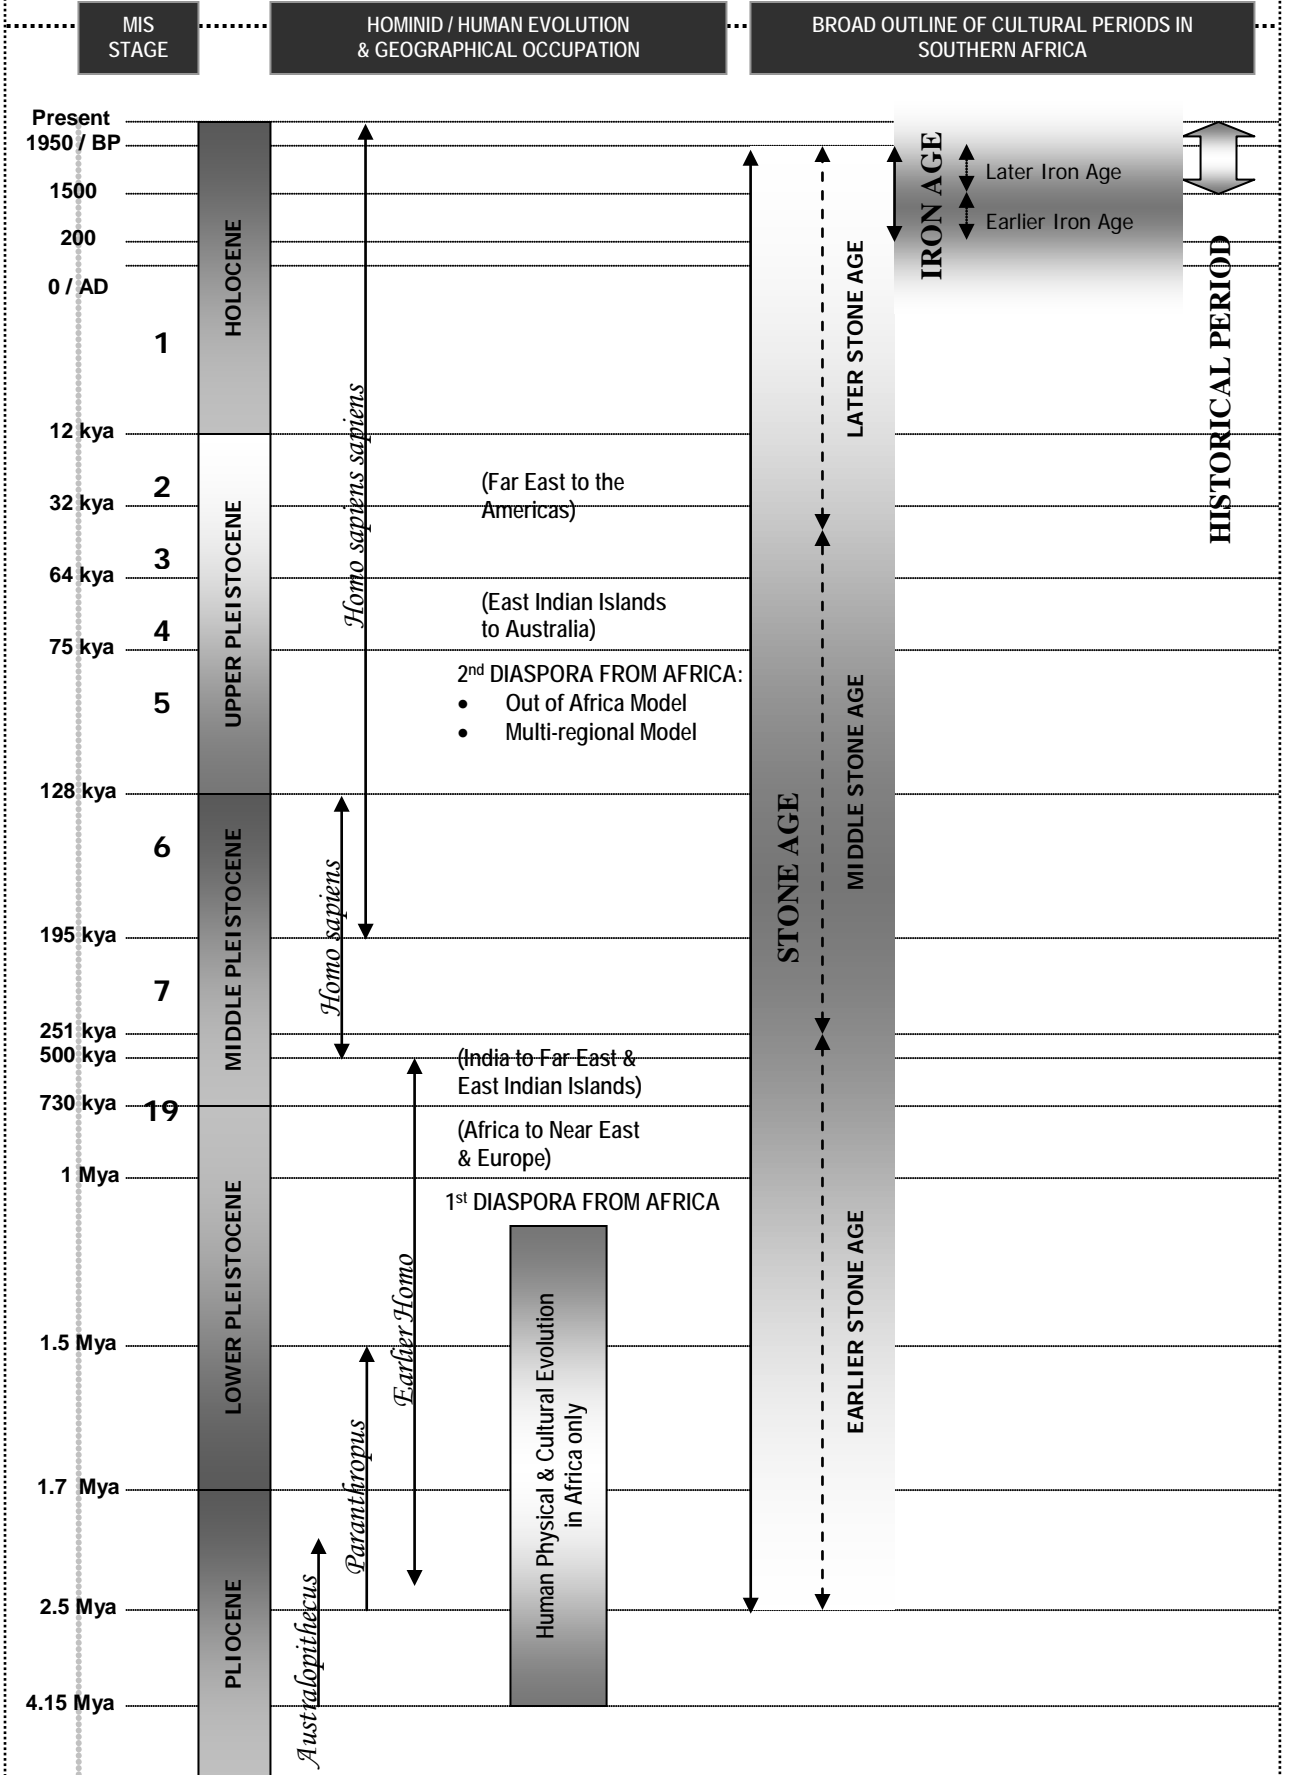 MIS
STAGE
HOMINID / HUMAN EVOLUTION
& GEOGRAPHICAL OCCUPATION
BROAD OUTLINE OF CULTURAL PERIODS IN
SOUTHERN AFRICA
Present
1950 / BP
1500
200
0 / AD
12 kya
32 kya
64 kya
75 kya
128 kya
195 kya
251 kya
500 kya
730 kya
1 Mya
1.5 Mya
1.7 Mya
2.5 Mya
4.15 Mya
1
2
3
4
5
6
7
19
HOLOCENE
UPPER PLEISTOCENE
MIDDLE PLEISTOCENE
LOWER PLEISTOCENE
PLIOCENE
Homo sapiens sapiens
Homo sapiens
Earlier Homo
Paranthropus
Australopithecus
(Far East to the
Americas)
(East Indian Islands
to Australia)
2nd DIASPORA FROM AFRICA:
• Out of Africa Model
• Multi-regional Model
(India to Far East &
East Indian Islands)
(Africa to Near East
& Europe)
1st DIASPORA FROM AFRICA
Human Physical & Cultural Evolution
in Africa only
STONE AGE
LATER STONE AGE
MIDDLE STONE AGE
EARLIER STONE AGE
IRON AGE
Later Iron Age
Earlier Iron Age
HISTORICAL PERIOD